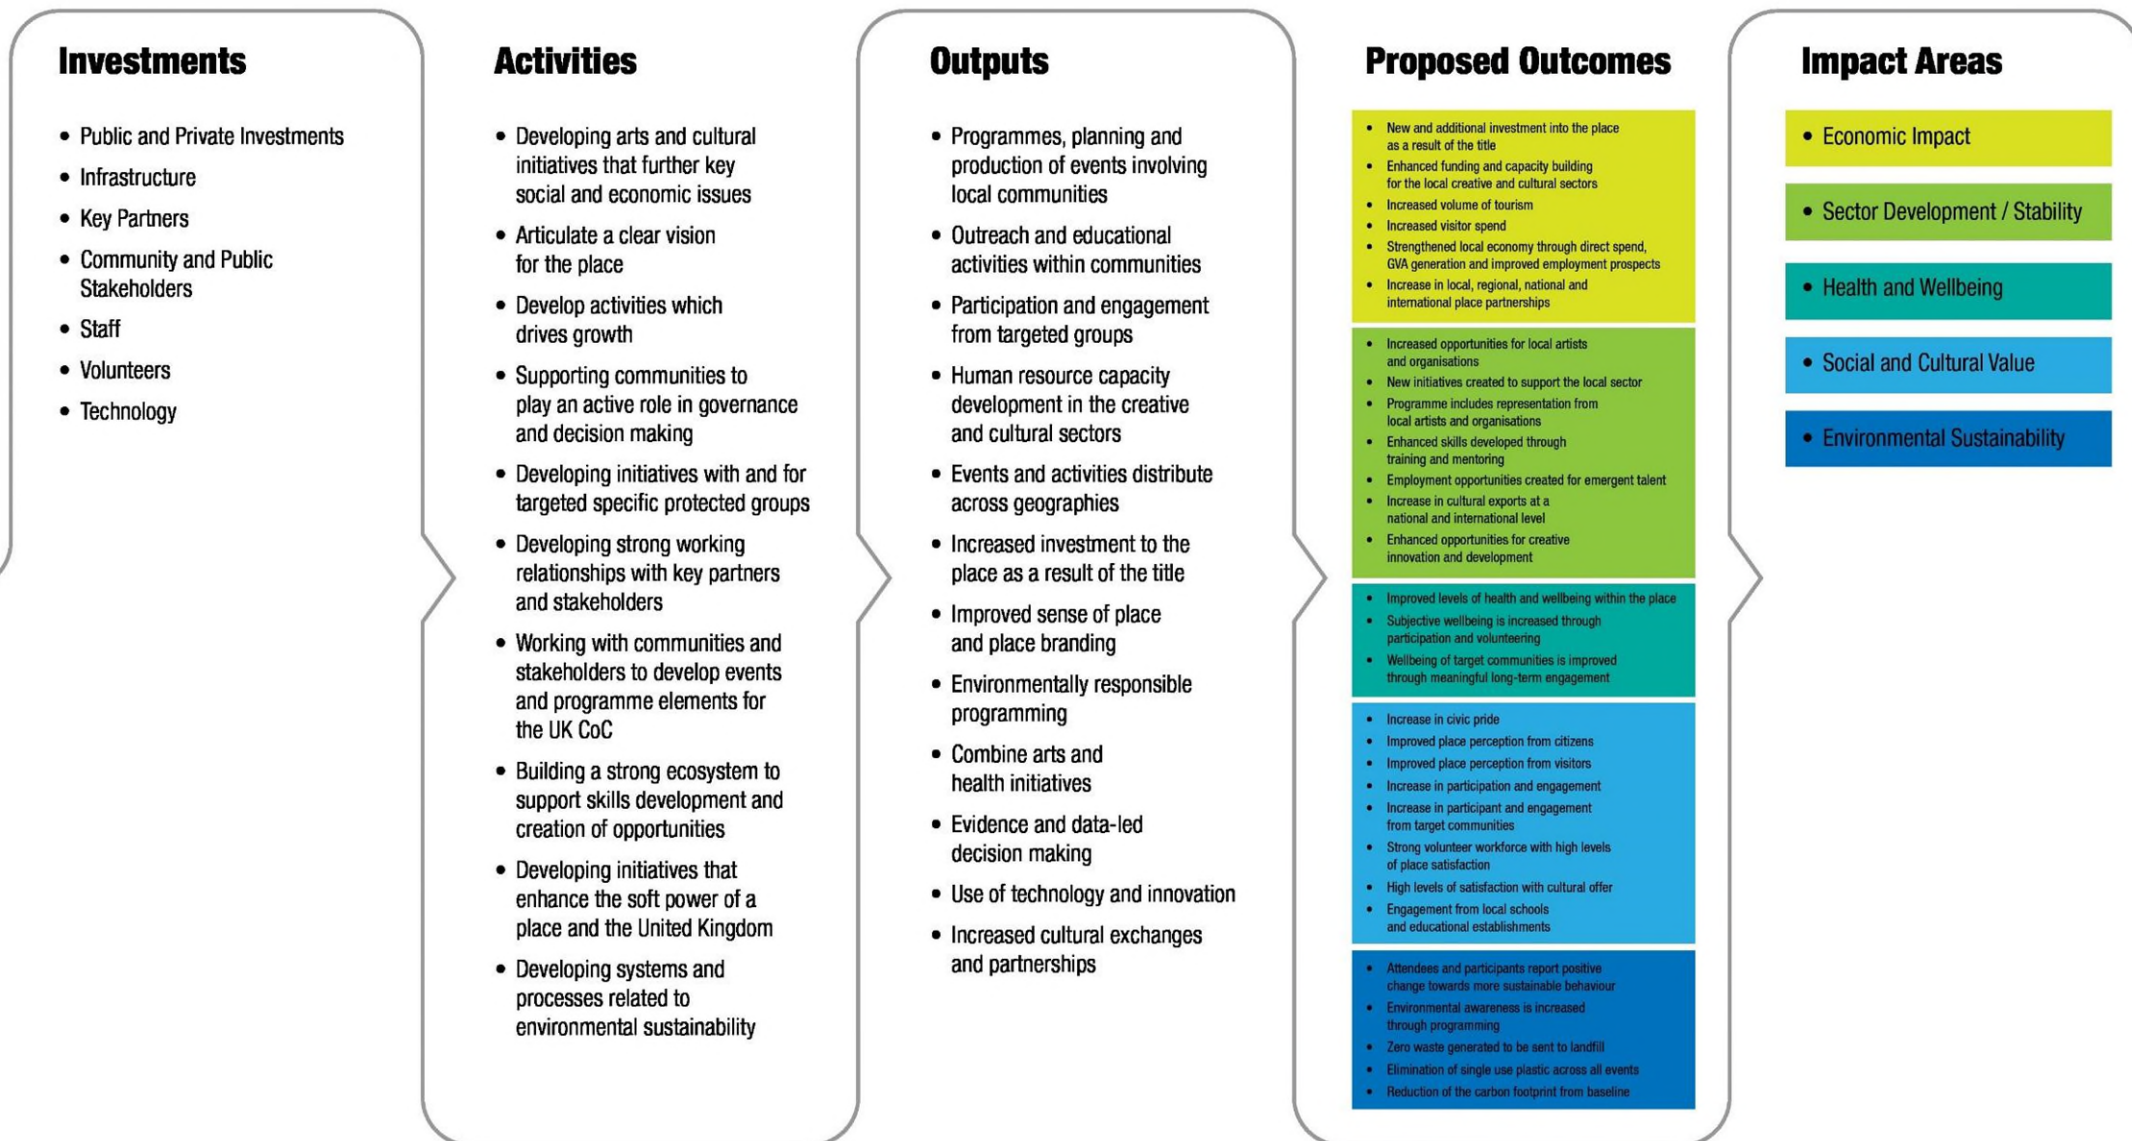 Investments
• Public and Private Investments
• Infrastructure
• Key Partners
• Community and Public
Stakeholders
• Staff
• Volunteers
• Technology
Activities
• Developing arts and cultural
initiatives that further key
social and economic issues
• Articulate a clear vision
for the place
• Develop activities which
drives growth
• Supporting communities to
play an active role in governance
and decision making
• Developing initiatives with and for
targeted specific protected groups
• Developing strong working
relationships with key partners
and stakeholders
• Working with communities and
stakeholders to develop events
and programme elements for
the UK CoC
• Building a strong ecosystem to
support skills development and
creation of opportunities
• Developing initiatives that
enhance the soft power of a
place and the United Kingdom
• Developing systems and
processes related to
environmental sustainability
Outputs
• Programmes, planning and
production of events involving
local communities
• Outreach and educational
activities within communities
• Participation and engagement
from targeted groups
• Human resource capacity
development in the creative
and cultural sectors
• Events and activities distribute
across geographies
• Increased investment to the
place as a result of the title
• Improved sense of place
and place branding
• Environmentally responsible
programming
• Combine arts and
health initiatives
• Evidence and data-led
decision making
• Use of technology and innovation
• Increased cultural exchanges
and partnerships
Proposed Outcomes
• New and additional investment into the place
as a result of the title
• Enhanced funding and capacity building
for the local creative and cultural sectors
• Increased volume of tourism
• Increased visitor spend
• Strengthened local economy through direct spend,
GVA generation and improved employment prospects
• Increase in local, regional, national and
international place partnerships
• Increased opportunities for local artists
and organisations
• New initiatives created to support the local sector
• Programme includes representation from
local artists and organisations
• Enhanced skills developed through
training and mentoring
• Employment opportunities created for emergent talent
• Increase in cultural exports at a
national and international level
• Enhanced opportunities for creative
innovation and development
• Improved levels of health and wellbeing within the place
• Subjective wellbeing is increased through
participation and volunteering
• Wellbeing of target communities is improved
through meaningful long-term engagement
• Increase in civic pride
• Improved place perception from citizens
• Improved place perception from visitors
• Increase in participation and engagement
• Increase in participant and engagement
from target communities
• Strong volunteer workforce with high levels
of place satisfaction
• High levels of satisfaction with cultural offer
• Engagement from local schools
and educational establishments
• Attendees and participants report positive
change towards more sustainable behaviour
• Environmental awareness is increased
through programming
• Zero waste generated to be sent to landfill
• Elimination of single use plastic across all events
• Reduction of the carbon footprint from baseline
Impact Areas
• Economic Impact
• Sector Development / Stability
• Health and Wellbeing
• Social and Cultural Value
• Environmental Sustainability